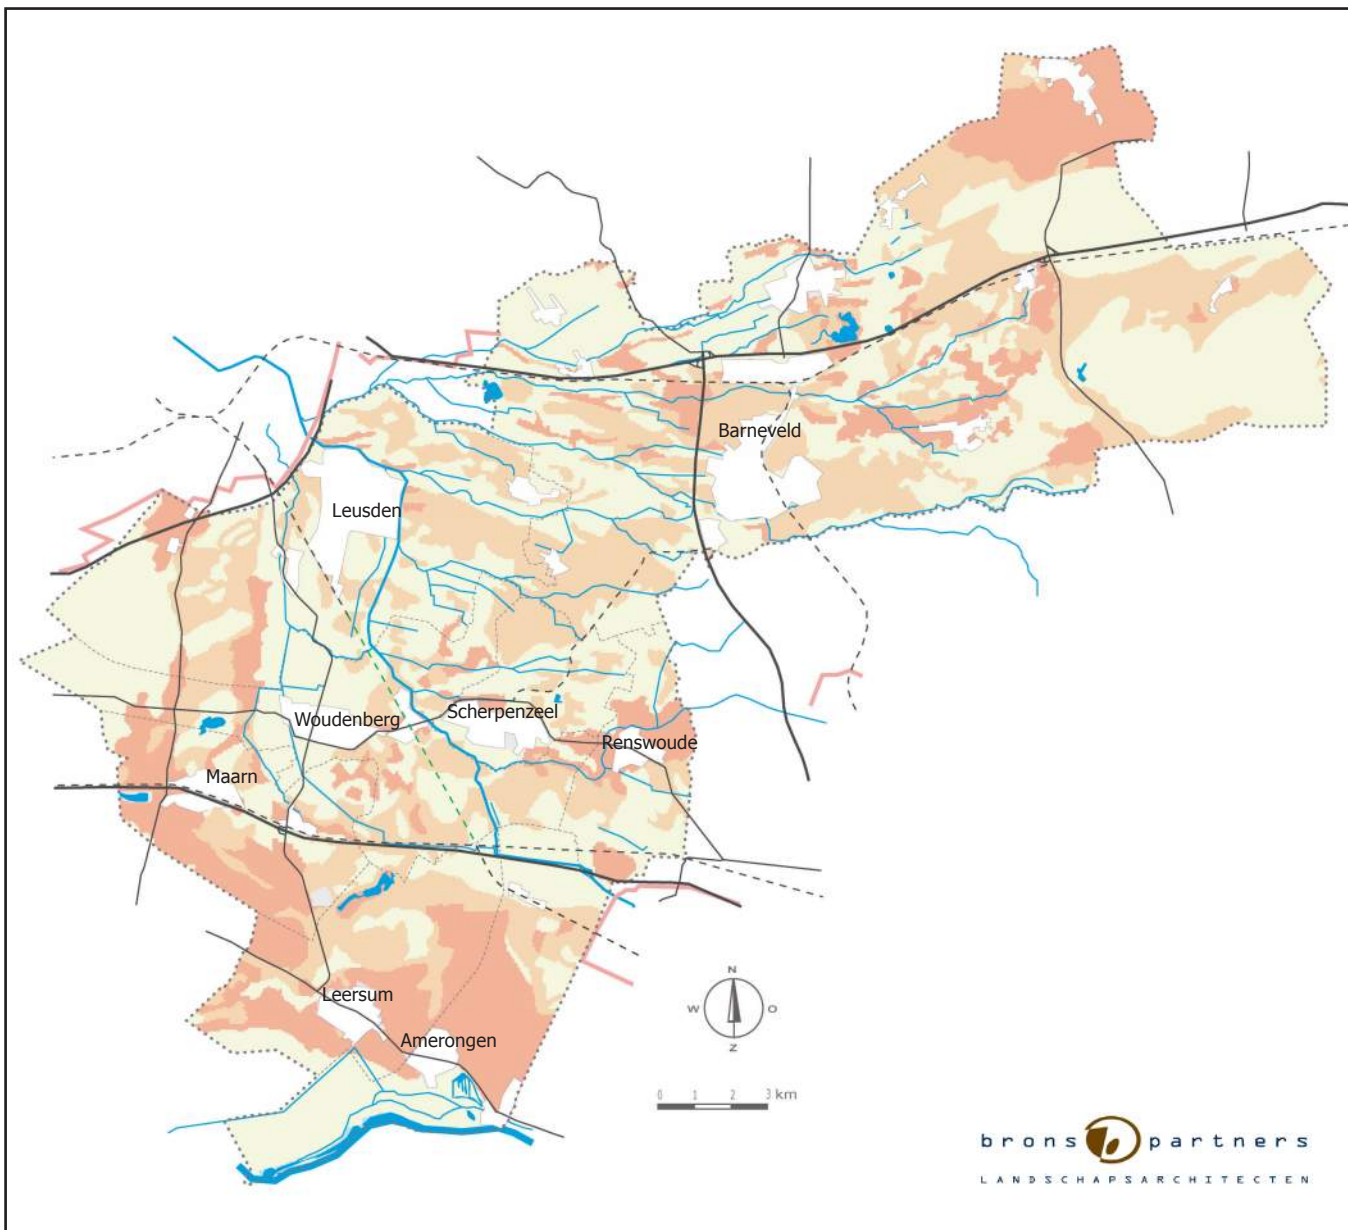 Barneveld
Leusden
Woudenberg
Scherpenzeel
Renswoude
Maarn
Leersum
Amerongen
N
W O
Z
0 1 2 3 km
brons partners
LANDSCHAPSARCHITECTEN